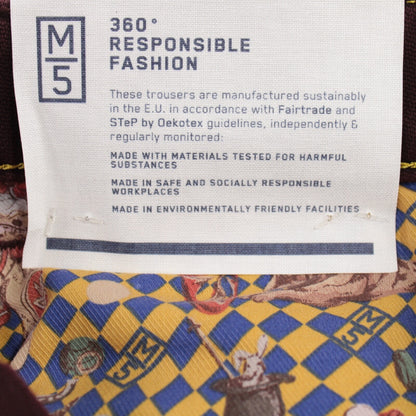 M
5
360°
RESPONSIBLE
FASHION
These trousers are manufactured sustainably
in the E.U. in accordance with Fairtrade and
STeP by Oekotex guidelines, independently &
regularly monitored:
MADE WITH MATERIALS TESTED FOR HARMFUL
SUBSTANCES
MADE IN SAFE AND SOCIALLY RESPONSIBLE
WORKPLACES
MADE IN ENVIRONMENTALLY FRIENDLY FACILITIES
M
5
M
5